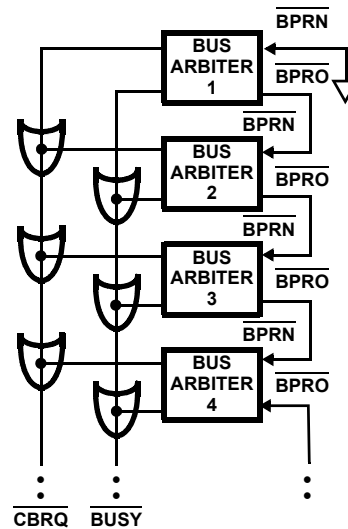 BPRN
BUS
ARBITER
1
BPRO
BPRN
BUS
ARBITER
2
BPRO
BPRN
BUS
ARBITER
3
BPRO
BPRN
BUS
ARBITER
4
BPRO
CBRQ
BUSY